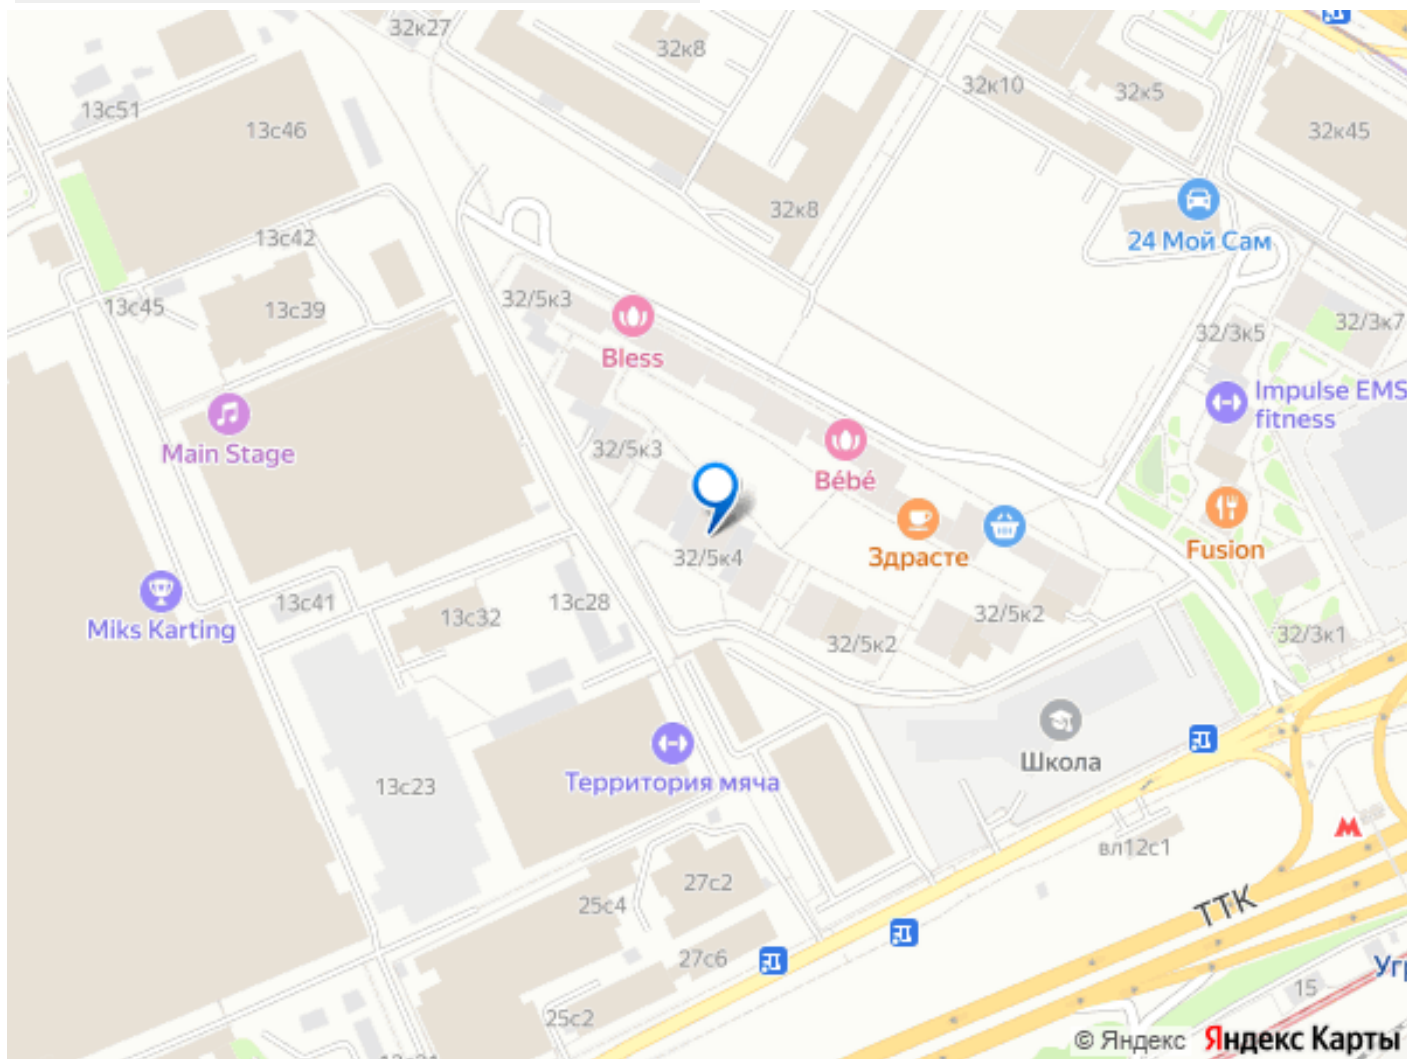 32к27
32к8
32к10
32к5
13с51
13с46
32к45
32к8
24 Мой Сам
13с42
13с45
13с39
32/5к3
32/3к5
32/3к7
Bless
Impulse EMS
fitness
Main Stage
32/5к3
Bébé
Fusion
Здрасте
32/5к4
13с41
13с28
13с32
Miks Karting
32/5к2
32/5к2
32/3к1
Школа
Территория мяча
13с23
вл12с1
27с2
25с4
ТТК
27с6
15
25с2
© Яндекс Яндекс Карты